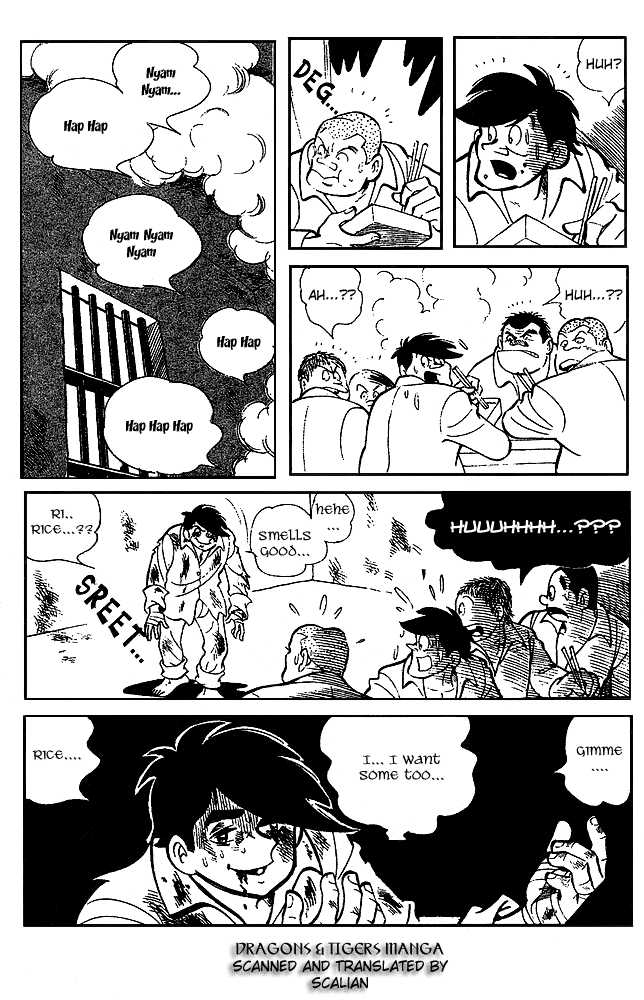 Nyam
Nyam...
Hap Hap
Nyam Nyam
Nyam
Hap Hap
Hap Hap Hap
DEG...
HUH?
AH...??
HUH...??
RI..
RICE...??
SREET...
SMELLS
GOOD...
HEHE
...
HUUUHHHH...???
RICE....
I... I WANT
SOME TOO...
GIMME
....
DRAGONS & TIGERS MANGA
SCANNED AND TRANSLATED BY
SCALIAN